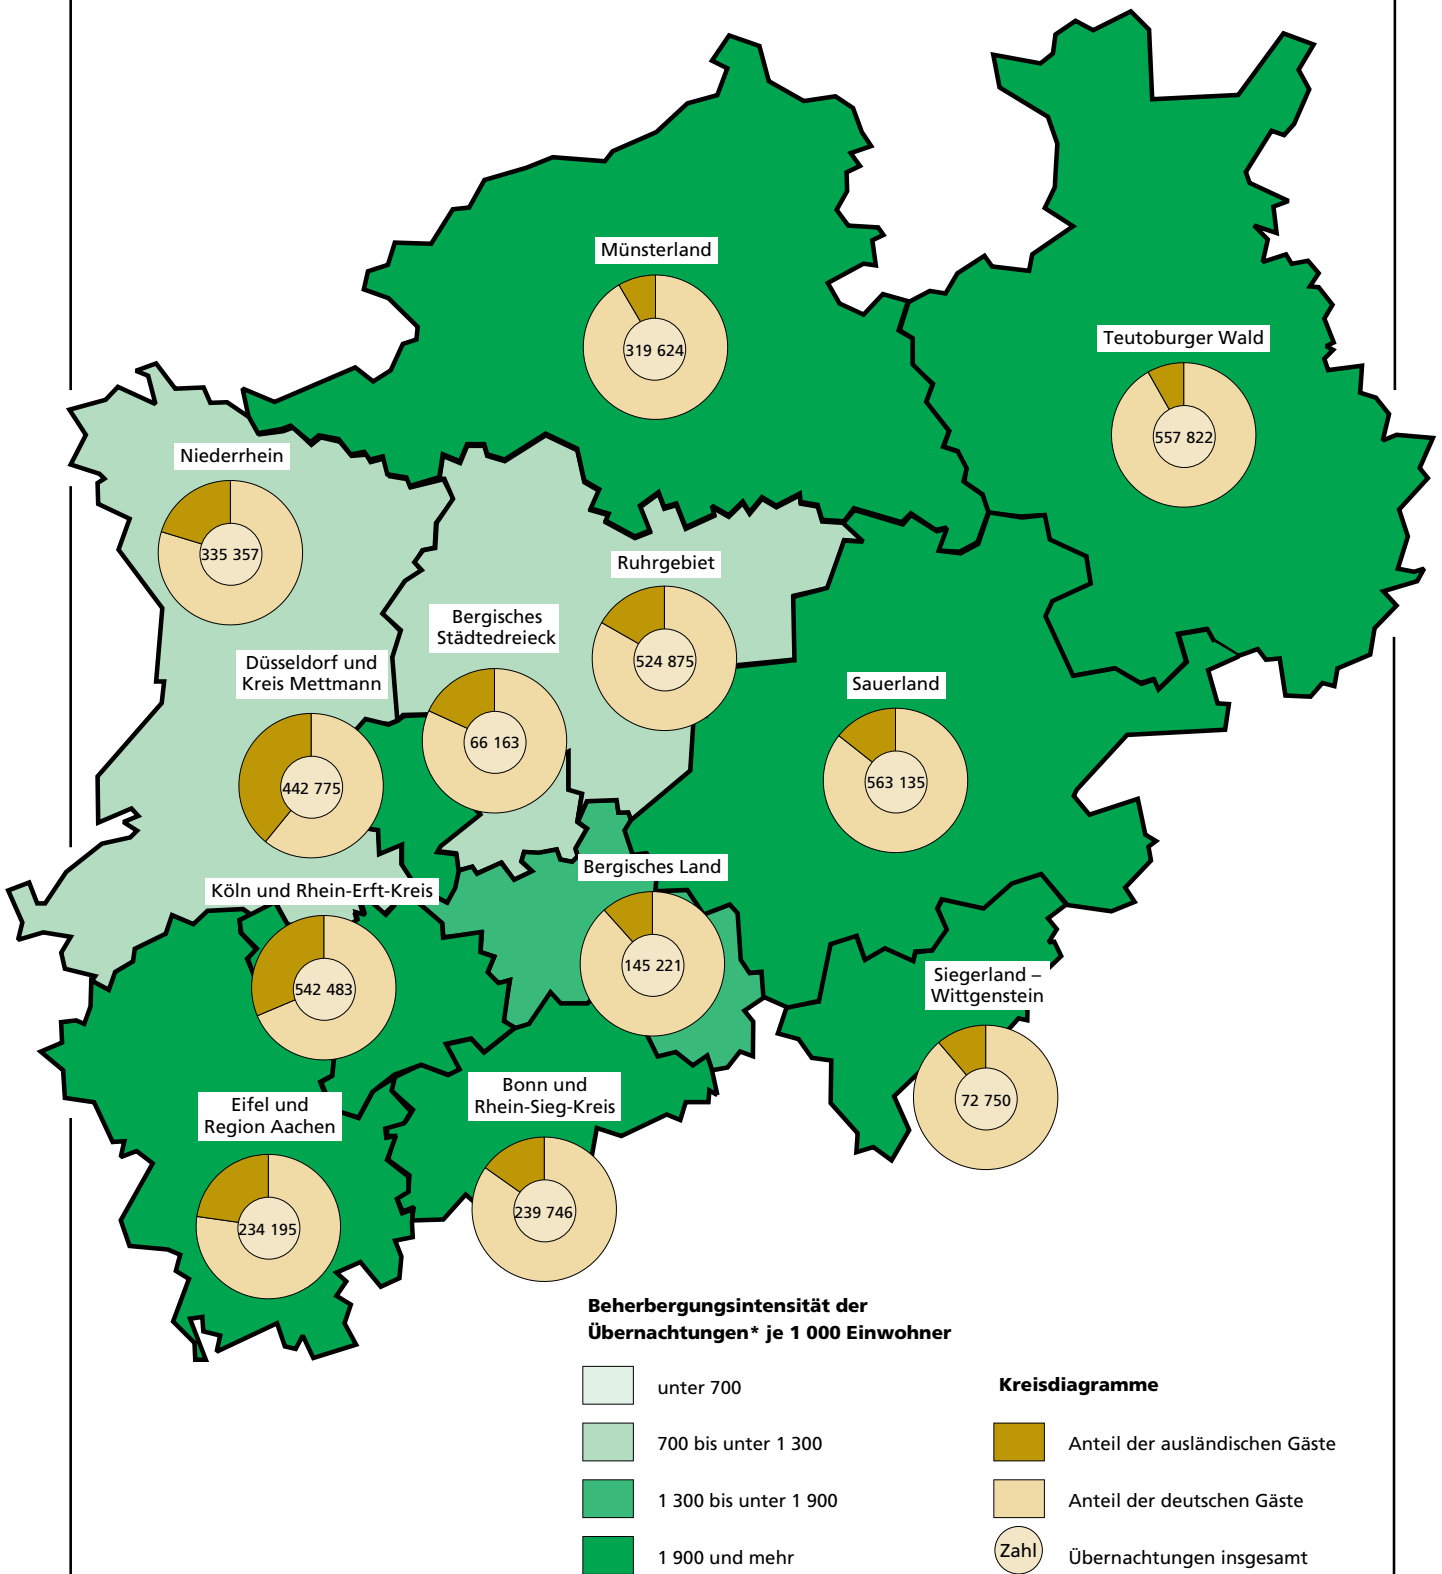 Münsterland
319 624
Teutoburger Wald
557 822
Niederrhein
335 357
Ruhrgebiet
524 875
Bergisches
Städtedreieck
66 163
Düsseldorf und
Kreis Mettmann
442 775
Sauerland
563 135
Bergisches Land
145 221
Köln und Rhein-Erft-Kreis
542 483
Siegerland –
Wittgenstein
72 750
Bonn und
Rhein-Sieg-Kreis
239 746
Eifel und
Region Aachen
234 195
Beherbergungsintensität der
Übernachtungen* je 1 000 Einwohner
unter 700
700 bis unter 1 300
1 300 bis unter 1 900
1 900 und mehr
Kreisdiagramme
Anteil der ausländischen Gäste
Anteil der deutschen Gäste
Zahl
Übernachtungen insgesamt